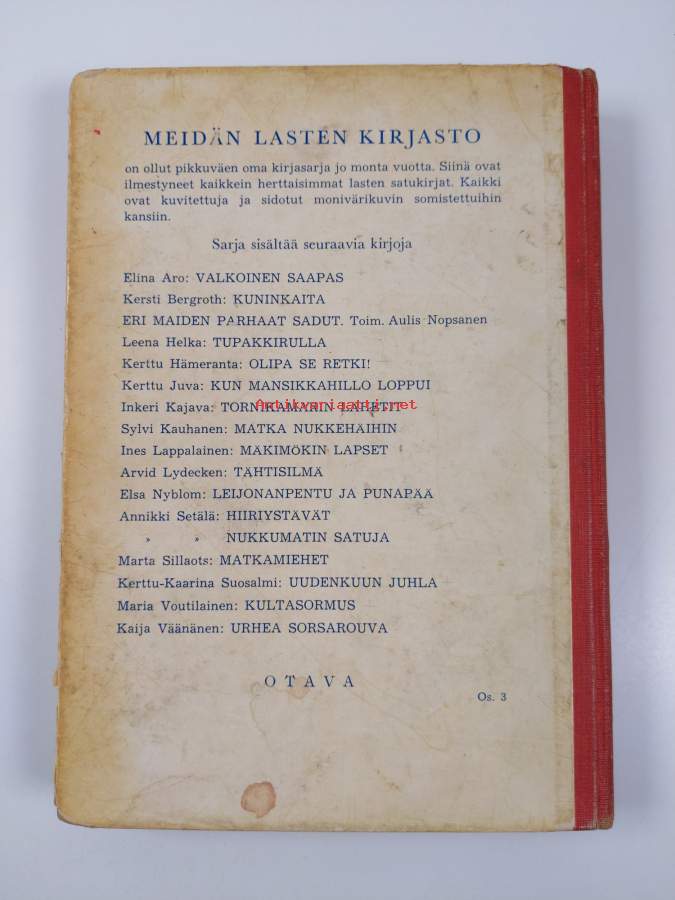 MEIDÄN LASTEN KIRJASTO
on ollut pikkuväen oma kirjasarja jo monta vuotta. Siinä ovat
ilmestyneet kaikkein herttaisimmat lasten satukirjat. Kaikki
ovat kuvitettuja ja sidotut monivärikuvin somistettuihin
kansiin.
Sarja sisältää seuraavia kirjoja
Elina Aro: VALKOINEN SAAPAS
Kersti Bergroth: KUNINKAITA
ERI MAIDEN PARHAAT SADUT. Toim. Aulis Nopsanen
Leena Helka: TUPAKKIRULLA
Kerttu Hämeranta: OLIPA SE RETKI!
Kerttu Juva: KUN MANSIKKAHILLO LOPPUI
Inkeri Kajava: TORNIKAMARIN
Antikvariaatti.net
Sylvi Kauhanen: MATKA NUKKEHÄIHIN
Ines Lappalainen: MÄKIMÖKIN LAPSET
Arvid Lydecken: TÄHTISILMÄ
Elsa Nyblom: LEIJONANPENTU JA PUNAPÄÄ
Annikki Setälä: HIIRIYSTÄVÄT
» » NUKKUMATIN SATUJA
Marta Sillaots: MATKAMIEHET
Kerttu-Kaarina Suosalmi: UUDENKUUN JUHLA
Maria Voutilainen: KULTASORMUS
Kaija Väänänen: URHEA SORSAROUVA
OTAVA
Os. 3